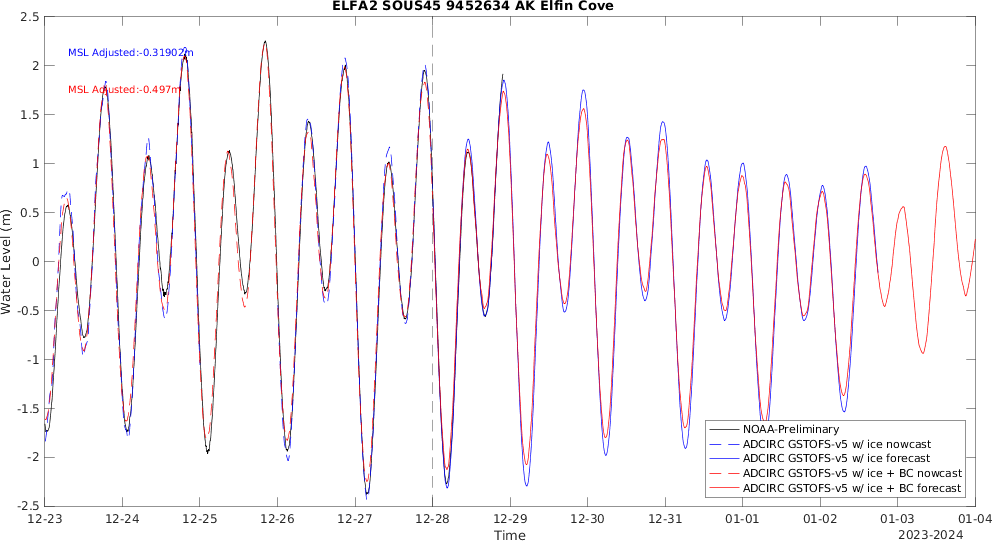 ELFA2 SOUS45 9452634 AK Elfin Cove
2.5
2
1.5
1
0.5
0
-0.5
-1
-1.5
-2
-2.5
Water Level (m)
MSL Adjusted:-0.31902m
MSL Adjusted:-0.497m
NOAA-Preliminary
ADCIRC GSTOFS-v5 w/ ice nowcast
ADCIRC GSTOFS-v5 w/ ice forecast
ADCIRC GSTOFS-v5 w/ ice + BC nowcast
ADCIRC GSTOFS-v5 w/ ice + BC forecast
12-23 12-24 12-25 12-26 12-27 12-28 12-29 12-30 12-31 01-01 01-02 01-03 01-04
Time
2023-2024